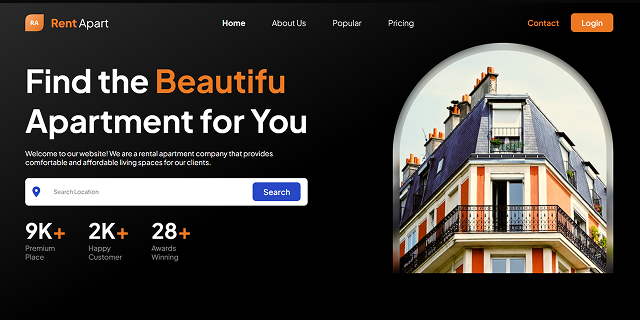 RA
Rent Apart
Home
About Us
Popular
Pricing
Contact
Login
Find the Beautifu
Apartment for You
Welcome to our website! We are a rental apartment company that provides
comfortable and affordable living spaces for our clients.
Search Location
Search
9K+
2K+
28+
Premium
Place
Happy
Customer
Awards
Winning